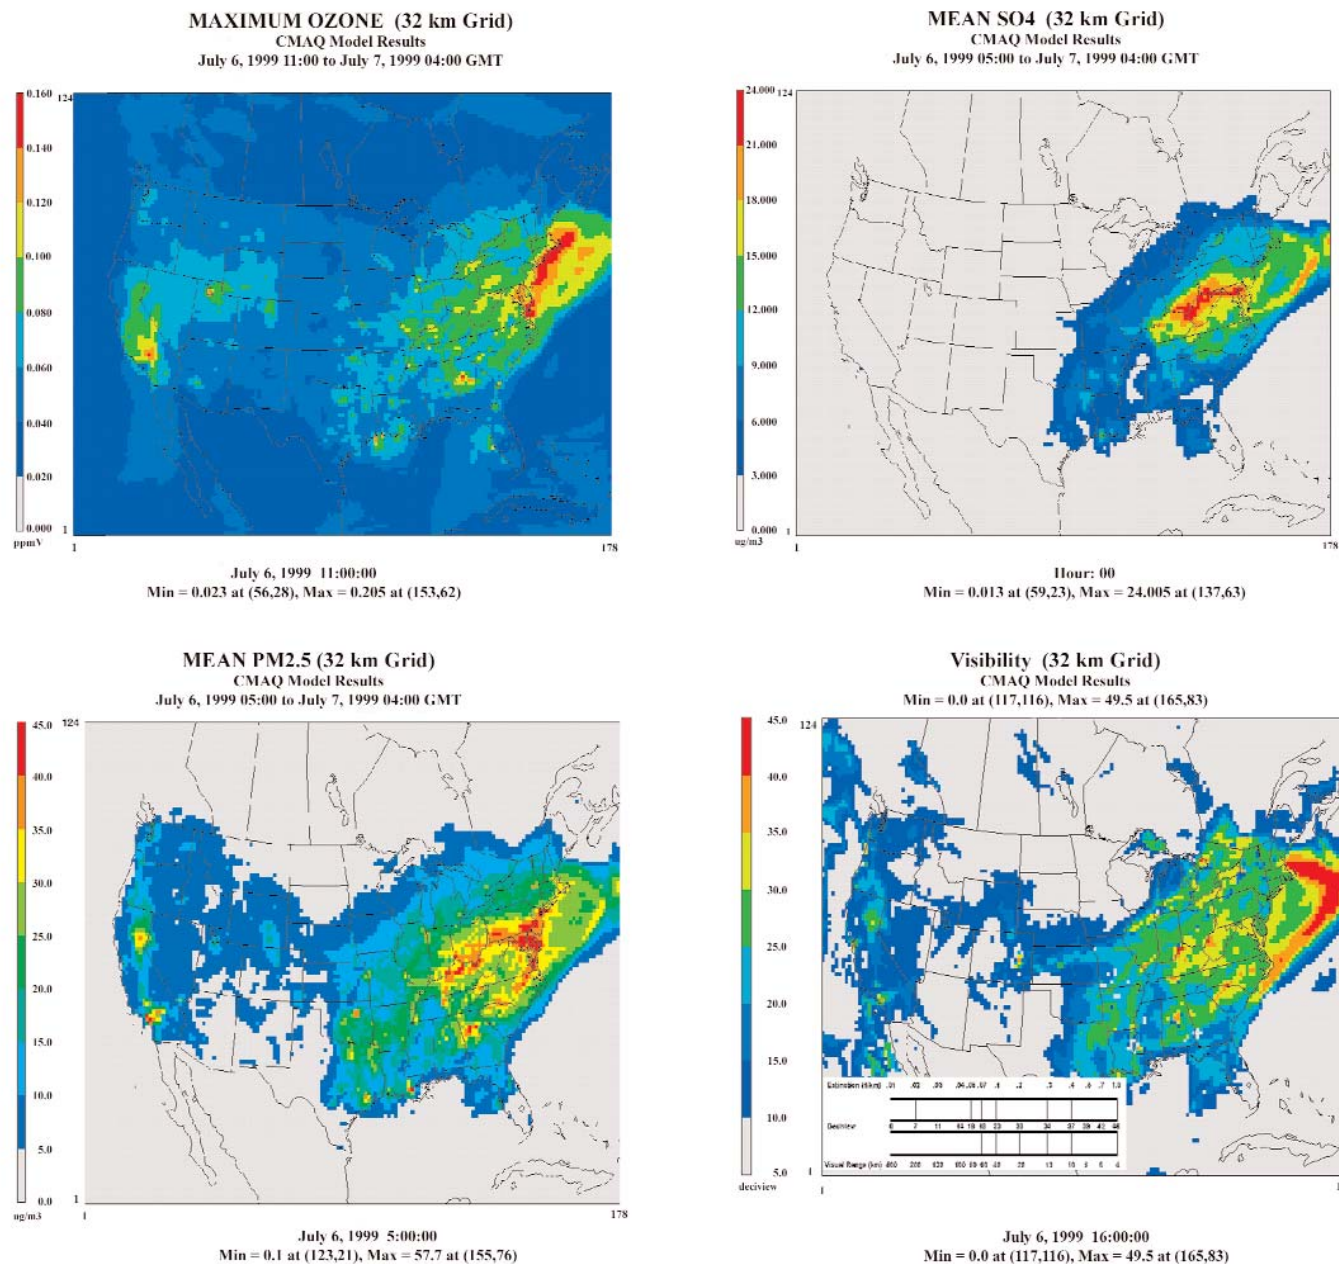 MAXIMUM OZONE (32 km Grid)
CMAQ Model Results
July 6, 1999 11:00 to July 7, 1999 04:00 GMT
0.160
0.140
0.120
0.100
0.080
0.060
0.040
0.020
0.000
ppmV
124
1
1
178
July 6, 1999 11:00:00
Min = 0.023 at (56,28), Max = 0.205 at (153,62)
MEAN SO4 (32 km Grid)
CMAQ Model Results
July 6, 1999 05:00 to July 7, 1999 04:00 GMT
24.000
21.000
18.000
15.000
12.000
9.000
6.000
3.000
0.000
ug/m3
124
1
1
178
Hour: 00
Min = 0.013 at (59,23), Max = 24.005 at (137,63)
MEAN PM2.5 (32 km Grid)
CMAQ Model Results
July 6, 1999 05:00 to July 7, 1999 04:00 GMT
45.0
40.0
35.0
30.0
25.0
20.0
15.0
10.0
5.0
0.0
ug/m3
124
1
1
178
July 6, 1999 5:00:00
Min = 0.1 at (123,21), Max = 57.7 at (155,76)
Visibility (32 km Grid)
CMAQ Model Results
Min = 0.0 at (117,116), Max = 49.5 at (165,83)
45.0
40.0
35.0
30.0
25.0
20.0
15.0
10.0
5.0
deciview
124
1
1
1
Extinction
Deciview
Visual Range (km)
July 6, 1999 16:00:00
Min = 0.0 at (117,116), Max = 49.5 at (165,83)